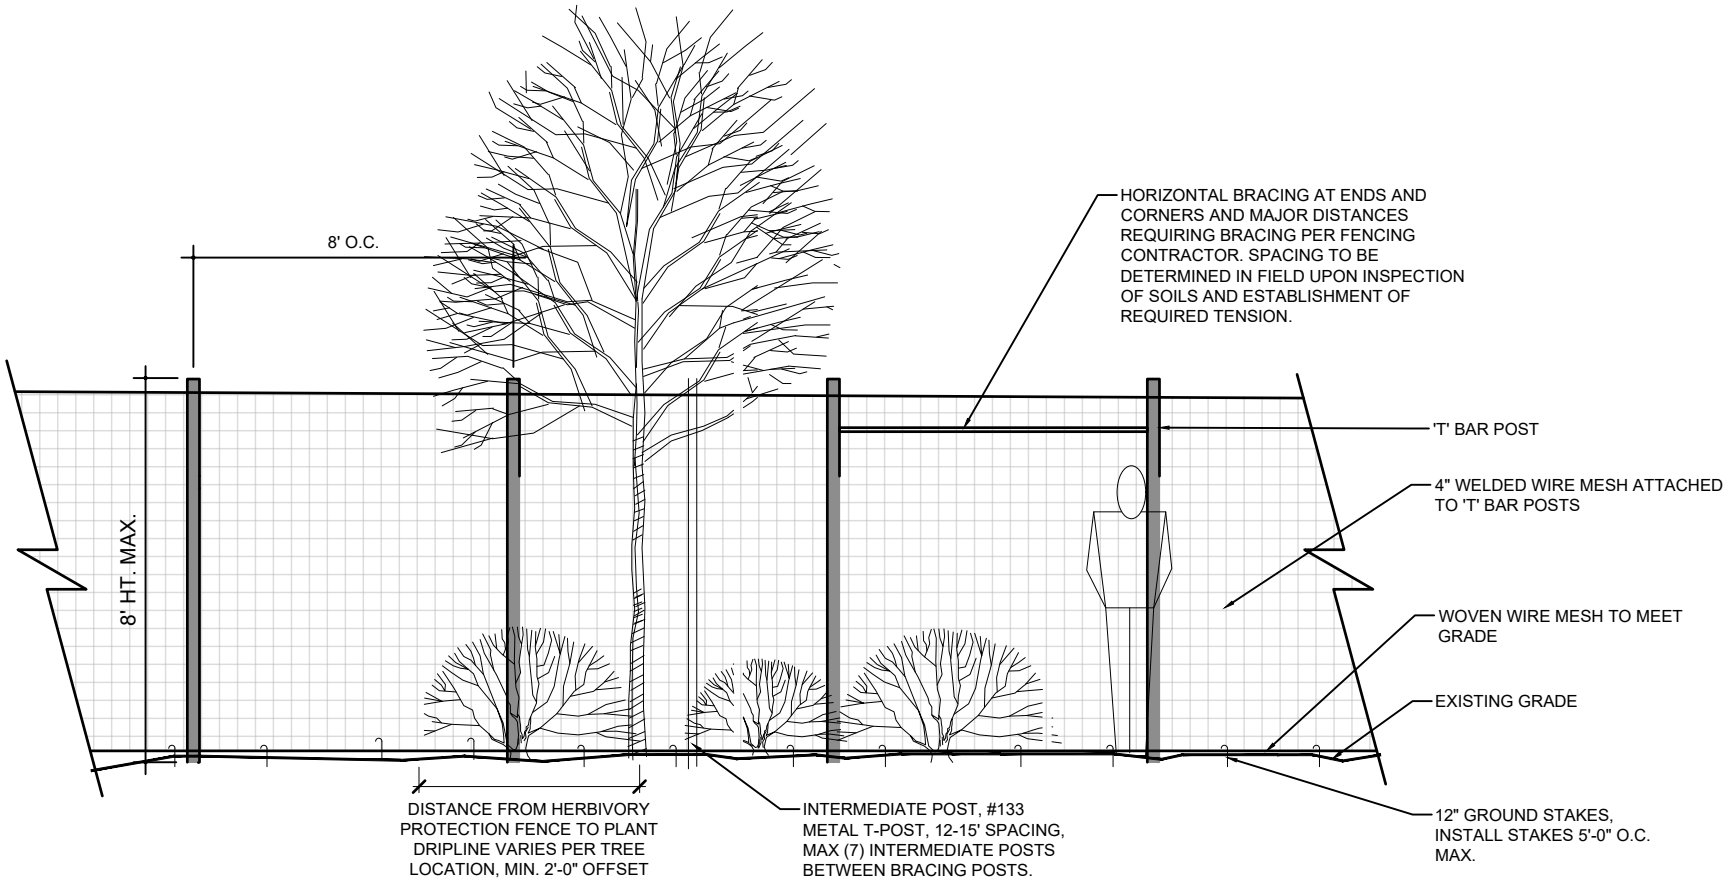 HORIZONTAL BRACING AT ENDS AND
CORNERS AND MAJOR DISTANCES
REQUIRING BRACING PER FENCING
CONTRACTOR. SPACING TO BE
DETERMINED IN FIELD UPON INSPECTION
OF SOILS AND ESTABLISHMENT OF
REQUIRED TENSION.
8' O.C.
'T' BAR POST
4" WELDED WIRE MESH ATTACHED
TO 'T' BAR POSTS
8' HT. MAX.
WOVEN WIRE MESH TO MEET
GRADE
EXISTING GRADE
DISTANCE FROM HERBIVORY
PROTECTION FENCE TO PLANT
DRIPLINE VARIES PER TREE
LOCATION, MIN. 2'-0" OFFSET
INTERMEDIATE POST, #133
METAL T-POST, 12-15' SPACING,
MAX (7) INTERMEDIATE POSTS
BETWEEN BRACING POSTS.
12" GROUND STAKES,
INSTALL STAKES 5'-0" O.C.
MAX.